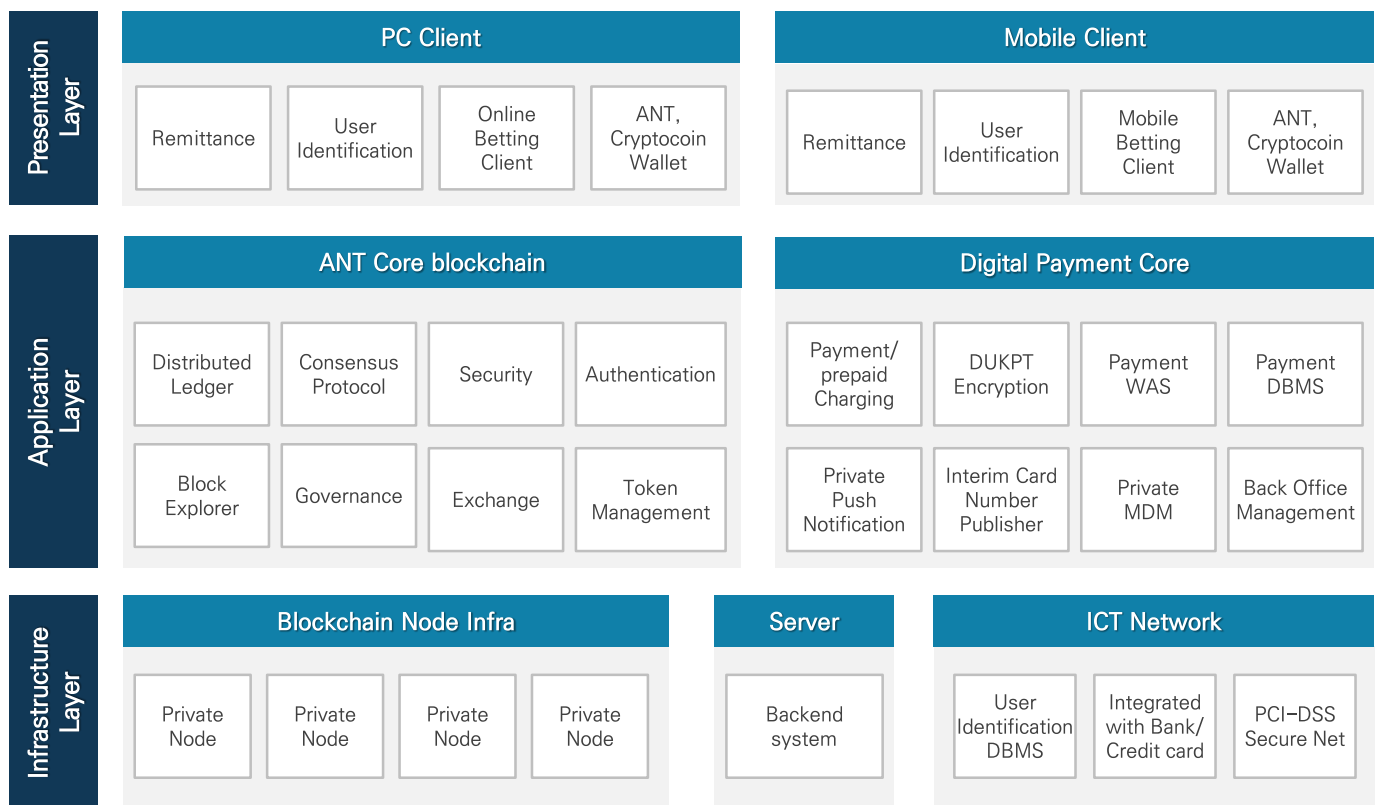 Presentation
Layer
PC Client
Remittance
User
Identification
Online
Betting
Client
ANT,
Cryptocoin
Wallet
Mobile Client
Remittance
User
Identification
Mobile
Betting
Client
ANT,
Cryptocoin
Wallet
Application
Layer
ANT Core blockchain
Distributed
Ledger
Consensus
Protocol
Security
Authentication
Block
Explorer
Governance
Exchange
Token
Management
Digital Payment Core
Payment/
prepaid
Charging
DUKPT
Encryption
Payment
WAS
Payment
DBMS
Private
Push
Notification
Interim Card
Number
Publisher
Private
MDM
Back Office
Management
Infrastructure
Layer
Blockchain Node Infra
Private
Node
Private
Node
Private
Node
Private
Node
Server
Backend
system
ICT Network
User
Identification
DBMS
Integrated
with Bank/
Credit card
PCI-DSS
Secure Net